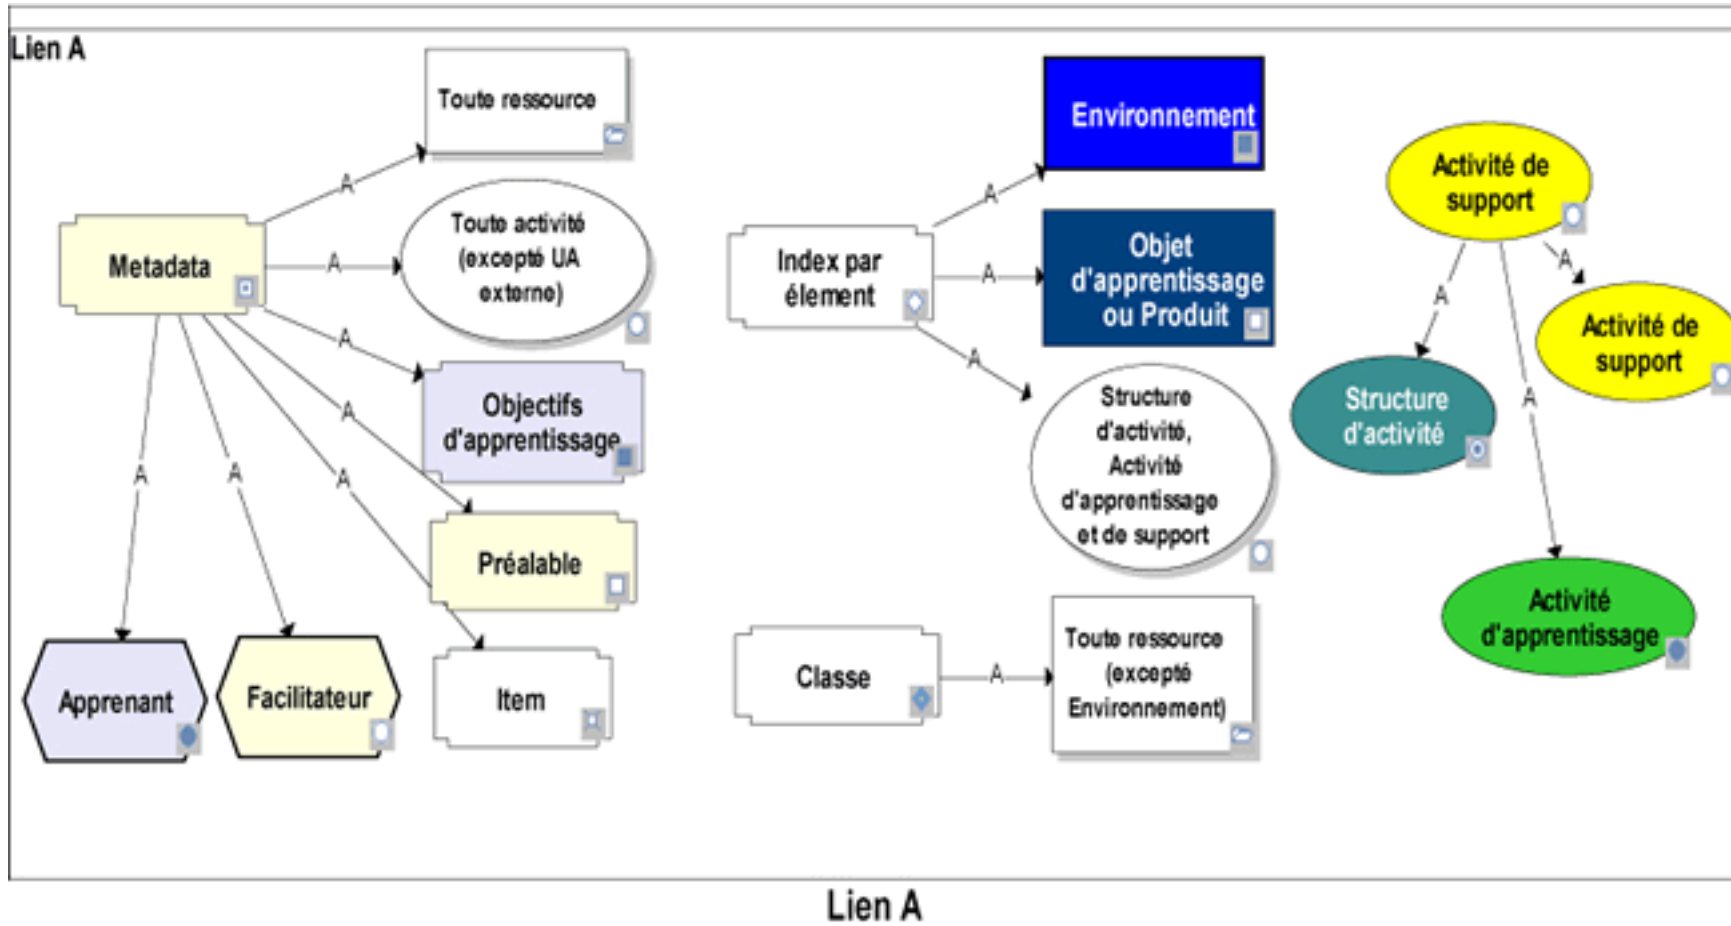 Lien A
Toute ressource
A
Toute activité
(excepté UA
externe)
A
Metadata
A
Objectifs
d'apprentissage
A
Préalable
A
Item
A
A
Apprenant
Facilitateur
Index par
élement
A
Environnement
A
Objet
d'apprentissage
ou Produit
A
Structure
d'activité,
Activité
d'apprentissage
et de support
Classe
A
Toute ressource
(excepté
Environnement)
Activité de
support
A
Activité de
support
A
Structure
d'activité
A
Activité
d'apprentissage
Lien A